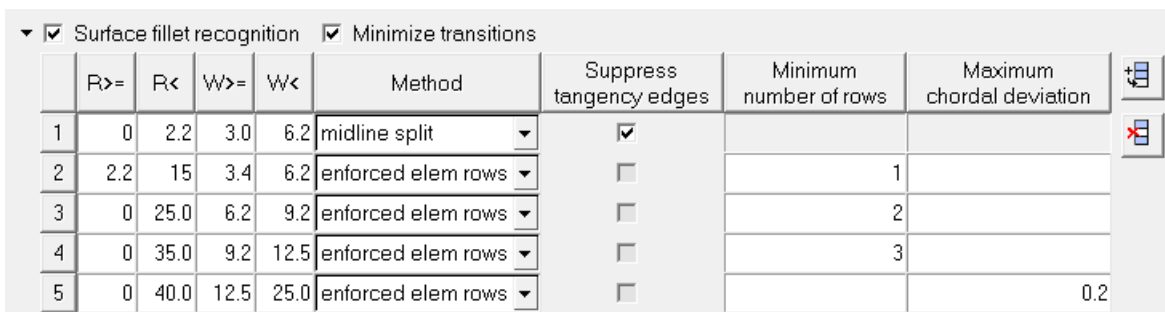 Surface fillet recognition Minimize transitions
R>= R< W>= W< Method Suppress tangency edges Minimum number of rows Maximum chordal deviation
1 0 2.2 3.0 6.2 midline split
2 2.2 15 3.4 6.2 enforced elem rows 1
3 0 25.0 6.2 9.2 enforced elem rows 2
4 0 35.0 9.2 12.5 enforced elem rows 3
5 0 40.0 12.5 25.0 enforced elem rows 0.2